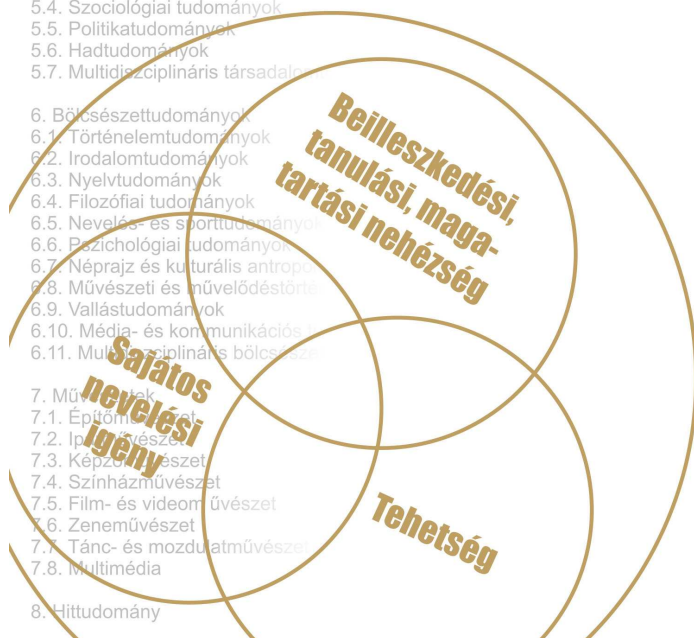 5.4. Szociológiai tudományok
5.5. Politikatudományok
5.6. Hadtudományok
5.7. Multidiszciplináris
6. Bölcsészettudományok
6.1. Történelemtudományok
6.2. Irodalomtudományok
6.3. Nyelvtudományok
6.4. Filozófiai tudományok
6.5. Nevelés- és sporttudományok
6.6. Pszichológiai tudományok
6.7. Néprajz és kulturális
6.8. Művészeti és
6.9. Vallástudományok
6.10. Média- és kommunikációs
6.11. Multidiszciplináris
7. Művészetek
7.1. Építőművészet
7.2. Iparművészet
7.3. Képzőművészet
7.4. Színházművészet
7.5. Film- és videoművészet
7.6. Zeneművészet
7.7. Tánc- és mozdulatművészet
7.8. Multimédia
8. Hittudomány
Beilleszkedési,
tanulási, maga-
tartási nehézség
Sajátos
nevelési
igény
Tehetség